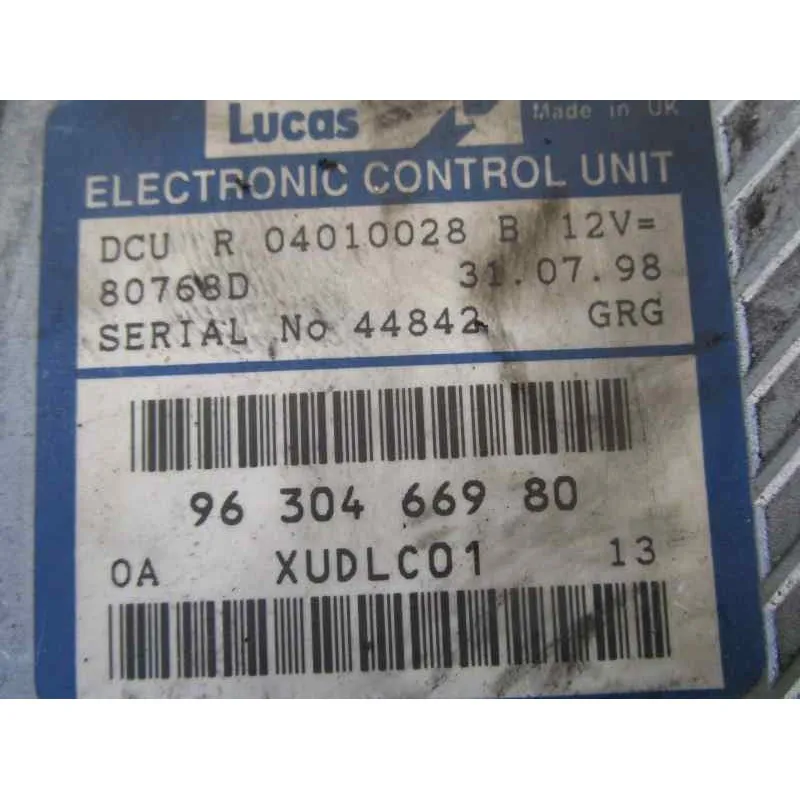 Lucas Made in UK
ELECTRONIC CONTROL UNIT
DCU R 04010028 B 12V=
80768D 31.07.98
SERIAL No 44842 GRG
96 304 669 80
0A XUDLC01 13